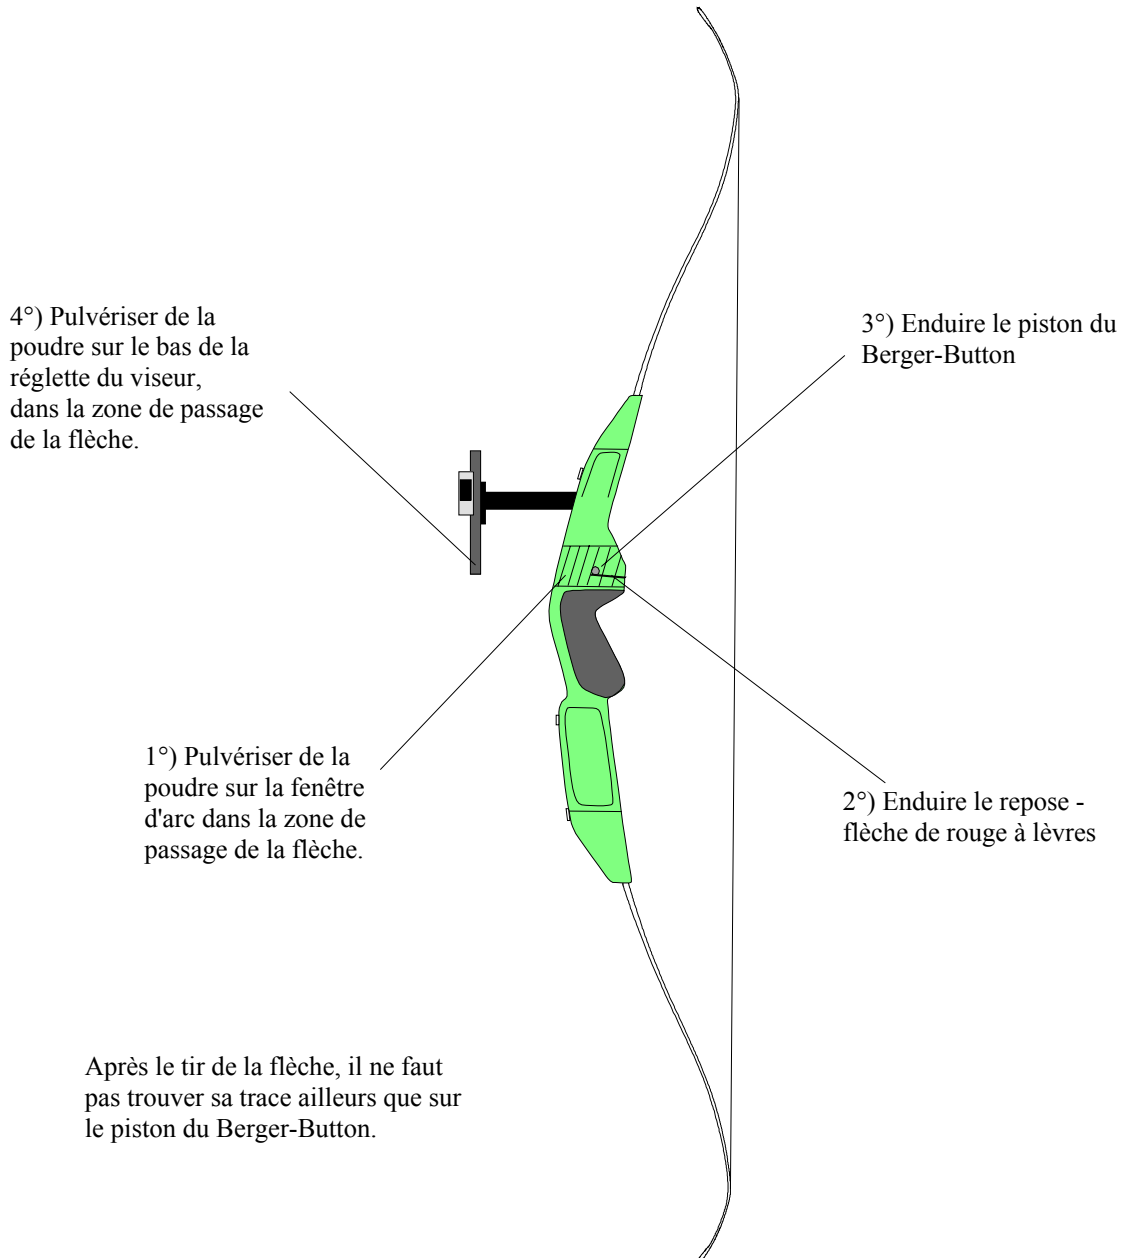 4°) Pulvériser de la
poudre sur le bas de la
réglette du viseur,
dans la zone de passage
de la flèche.
3°) Enduire le piston du
Berger-Button
1°) Pulvériser de la
poudre sur la fenêtre
d'arc dans la zone de
passage de la flèche.
2°) Enduire le repose -
flèche de rouge à lèvres
Après le tir de la flèche, il ne faut
pas trouver sa trace ailleurs que sur
le piston du Berger-Button.